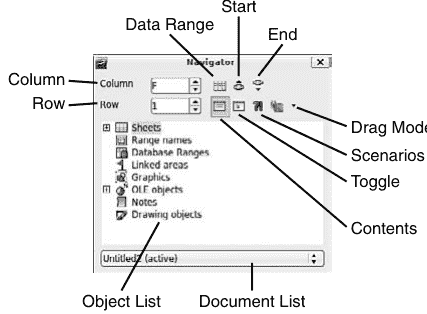 Start
Data Range
End
Navigator
Column
Column
F
Row
Row
1
Drag Mode
Sheets
Scenarios
Range names
Database Ranges
Toggle
Linked areas
Graphics
OLE objects
Notes
Contents
Drawing objects
Untitled2 (active)
Object List
Document List